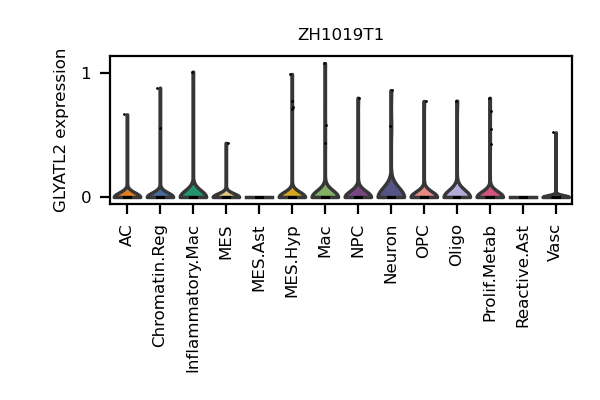 ZH1019T1
GLYATL2 expression
1
0
AC
Chromatin.Reg
Inflammatory.Mac
MES
MES.Ast
MES.Hyp
Mac
NPC
Neuron
OPC
Oligo
Prolif.Metab
Reactive.Ast
Vasc